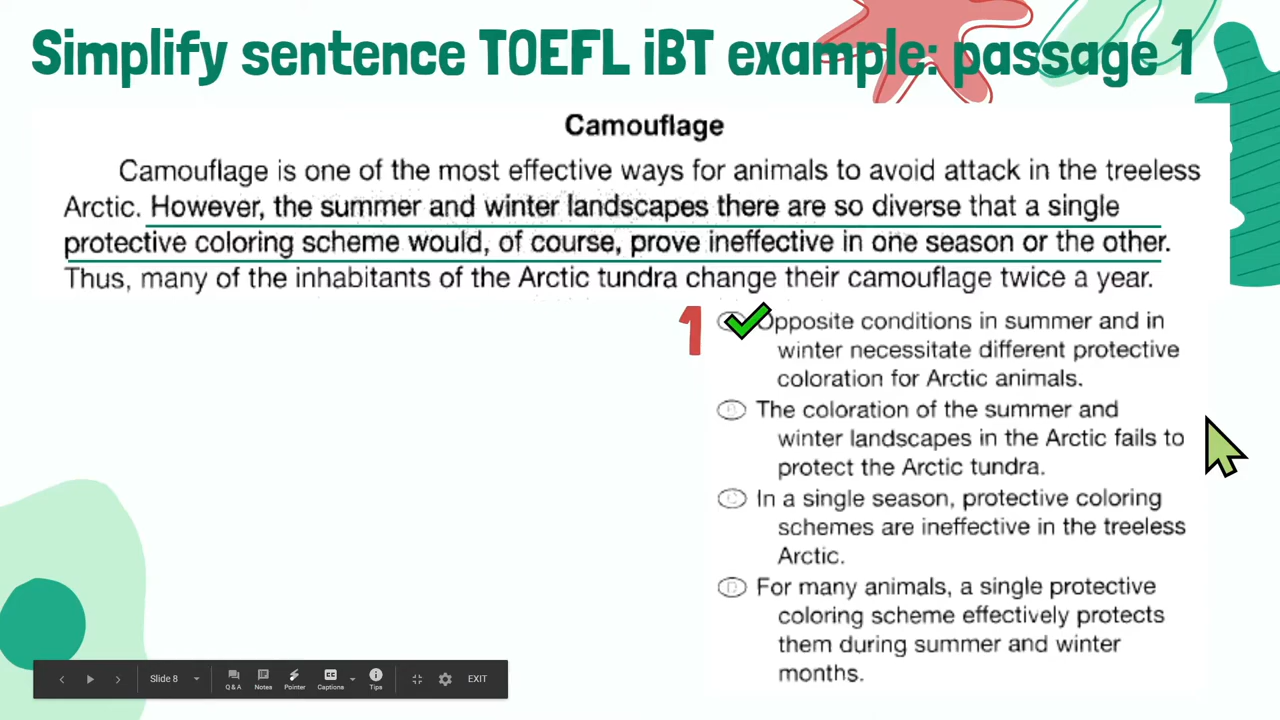 Simplify sentence TOEFL iBT example: passage 1
Camouflage
Camouflage is one of the most effective ways for animals to avoid attack in the treeless
Arctic. However, the summer and winter landscapes there are so diverse that a single
protective coloring scheme would, of course, prove ineffective in one season or the other.
Thus, many of the inhabitants of the Arctic tundra change their camouflage twice a year.
1
Opposite conditions in summer and in
winter necessitate different protective
coloration for Arctic animals.
B The coloration of the summer and
winter landscapes in the Arctic fails to
protect the Arctic tundra.
C In a single season, protective coloring
schemes are ineffective in the treeless
Arctic.
D For many animals, a single protective
coloring scheme effectively protects
them during summer and winter
months.
Slide 8
Q & A
Notes
Pointer
CC
Captions
Tips
EXIT